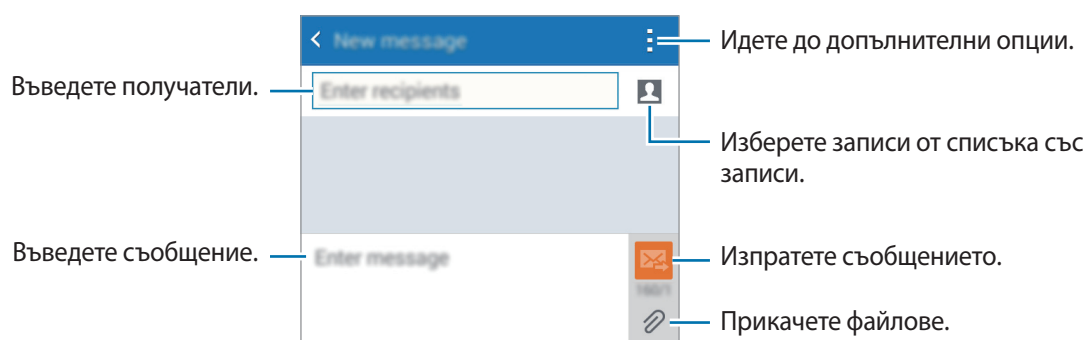 New message
Идете до допълнителни опции.
Въведете получатели.
Enter recipients
Изберете записи от списъка със
записи.
Въведете съобщение.
Enter message
Изпратете съобщението.
160/1
Прикачете файлове.